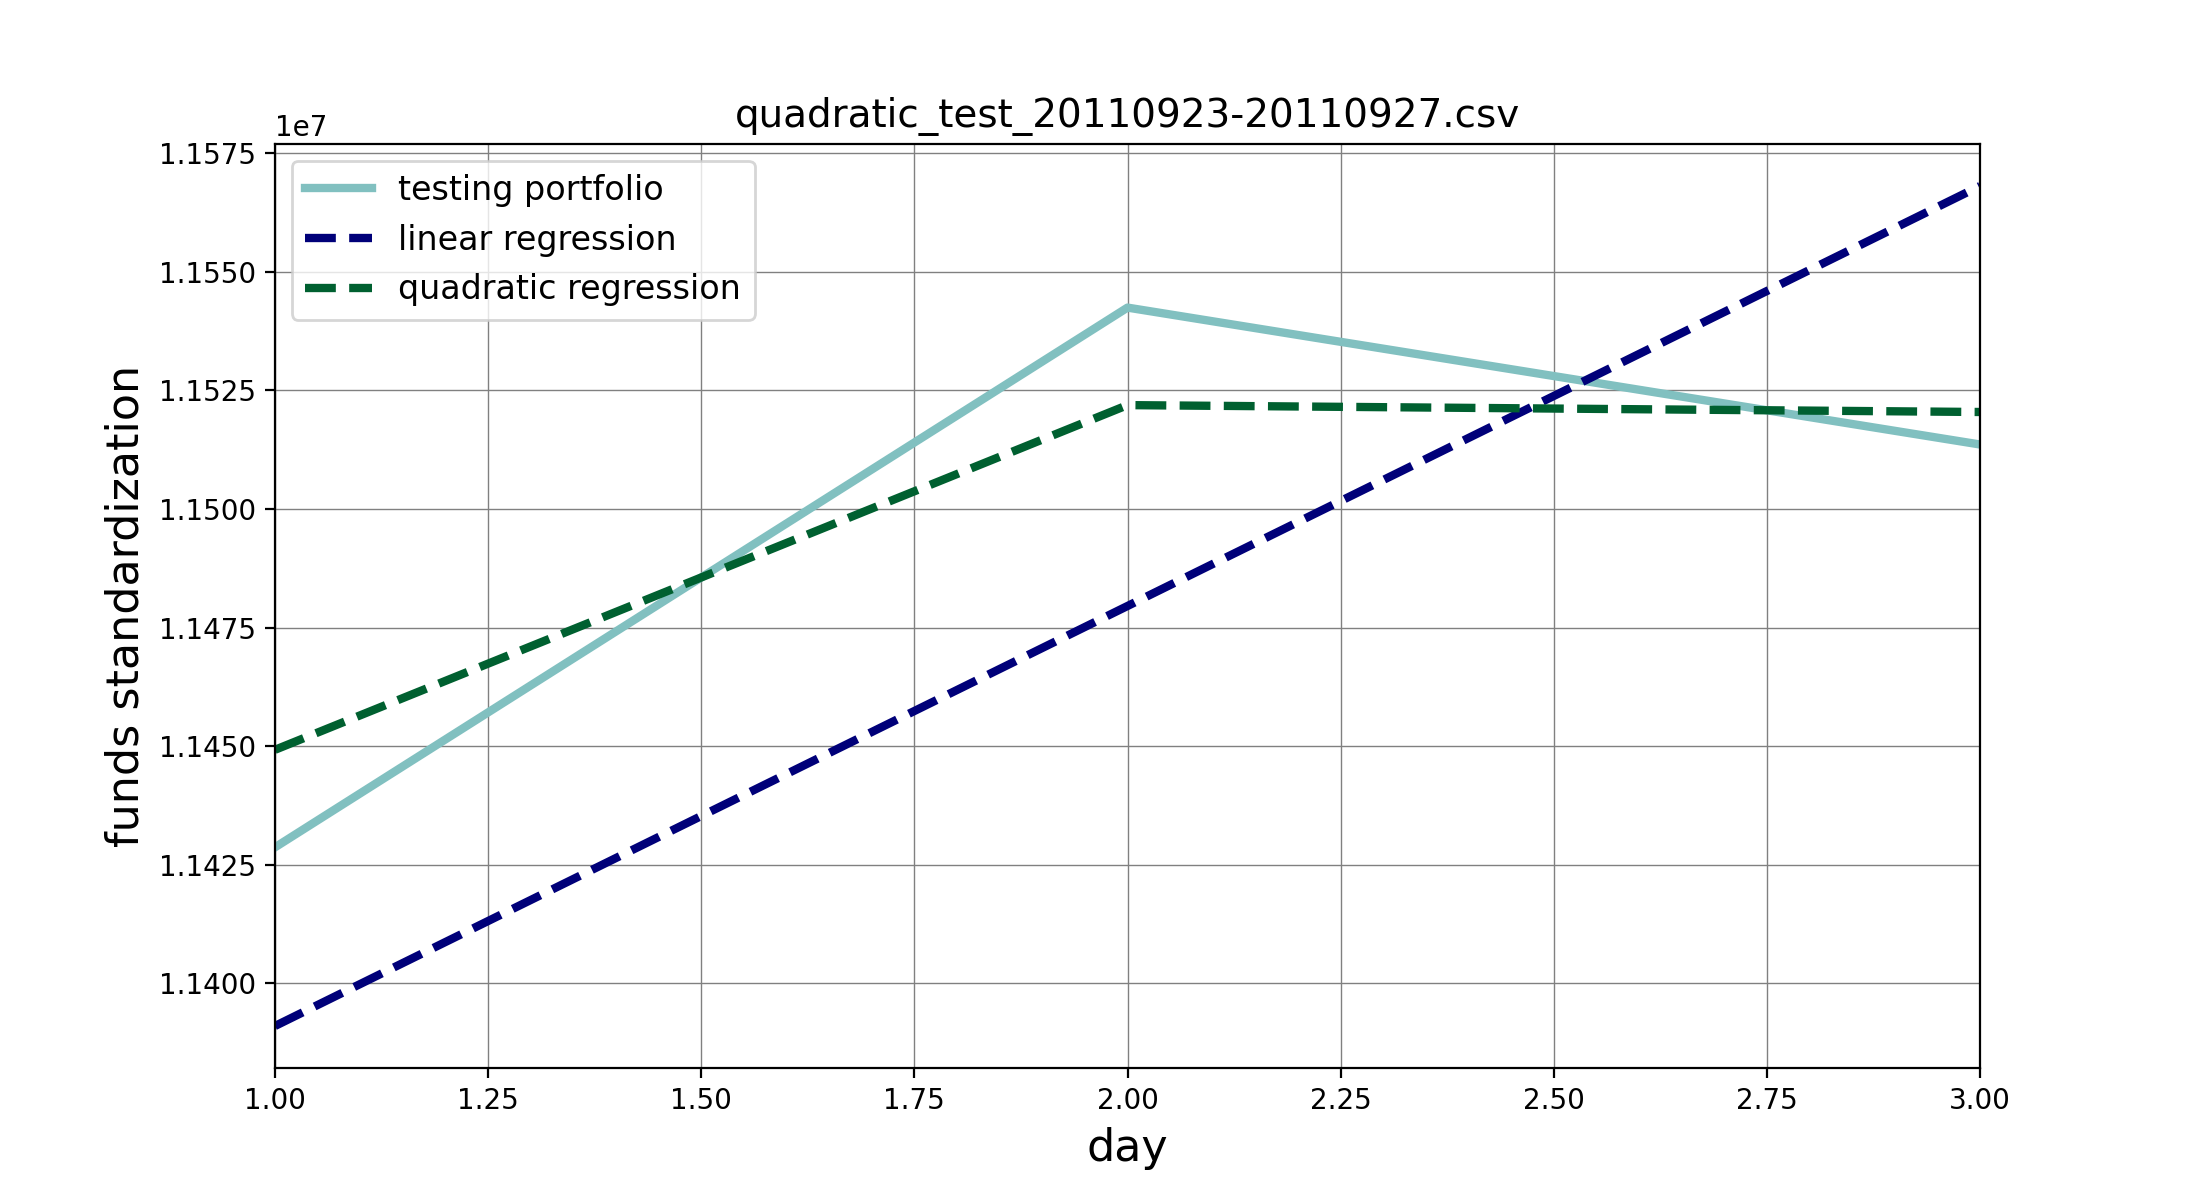 quadratic_test_20110923-20110927.csv
1e7
testing portfolio
linear regression
quadratic regression
funds standardization
1.1575
1.1550
1.1525
1.1500
1.1475
1.1450
1.1425
1.1400
1.00 1.25 1.50 1.75 2.00 2.25 2.50 2.75 3.00
day